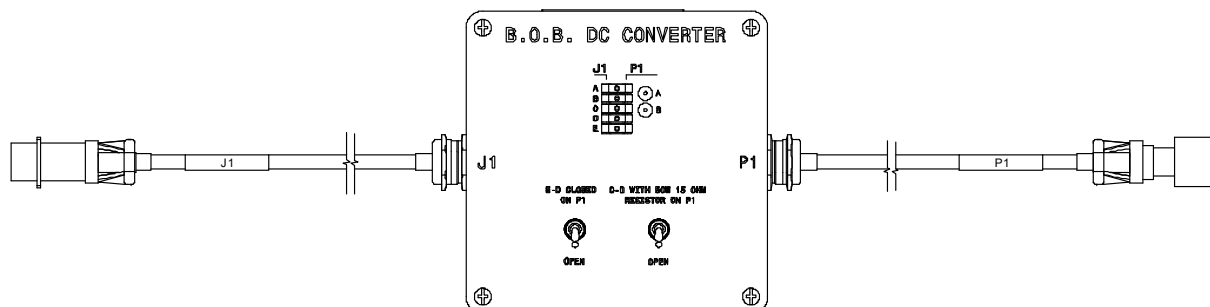 B.O.B. DC CONVERTER
J1 P1
A
B
C
D
E
A
B
J1
J1
P1
P1
CLOSED
ON P1
C-D WITH 50W 15 OHM
RESISTOR ON P1
OPEN
OPEN